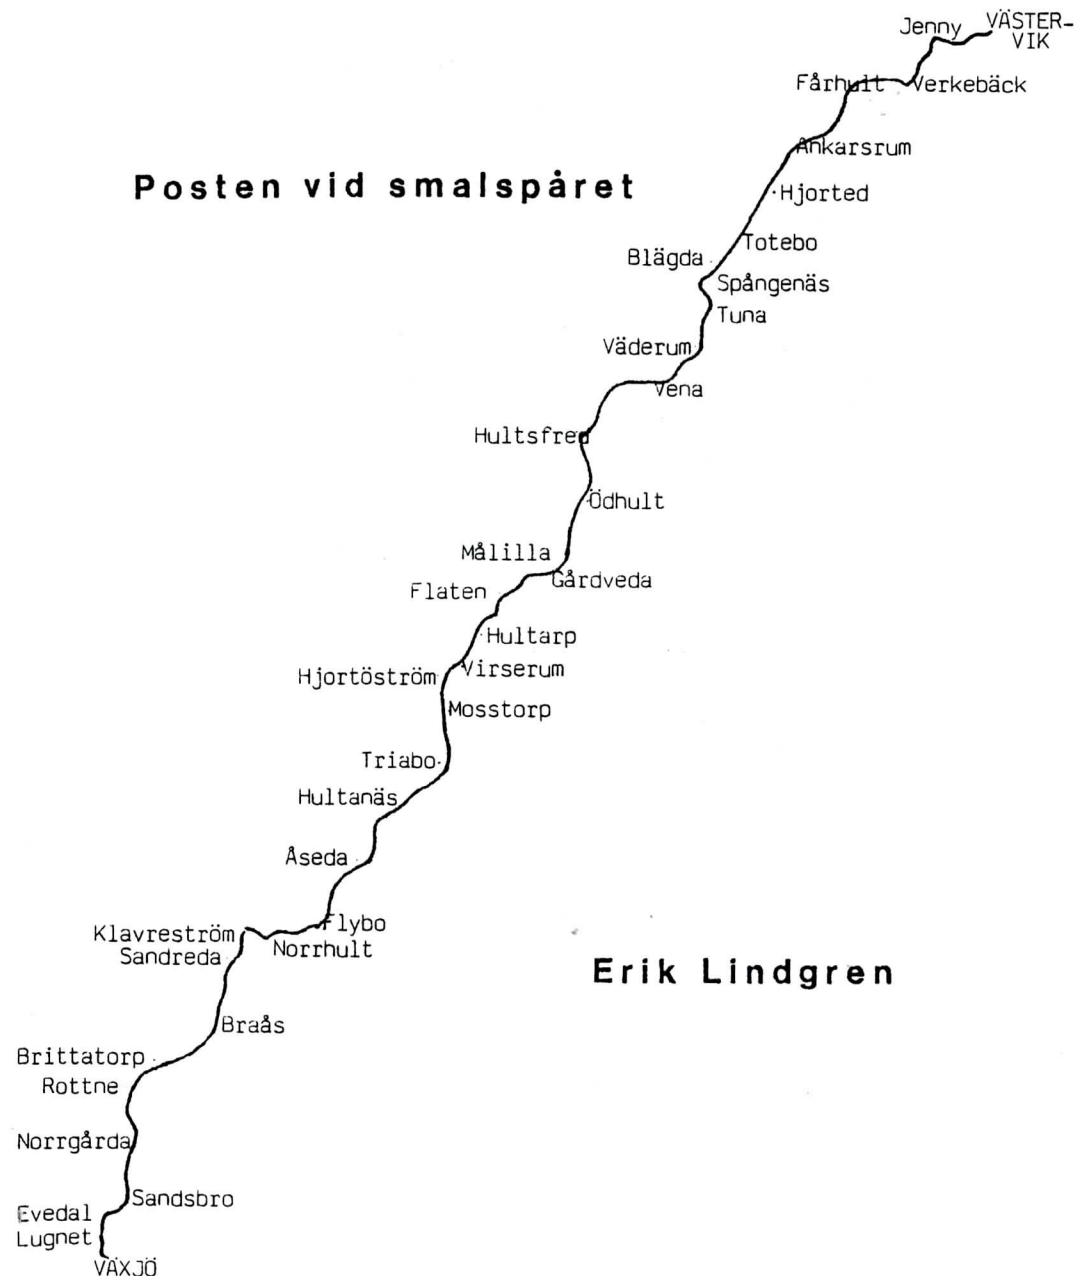 Jenny VÄSTER-
VIK
Fårhult Verkebäck
Ankarsrum
Posten vid smalspåret
Hjorted
Totebo
Blägda
Spångenäs
Tuna
Väderum
Vena
Hultsfred
Ödhult
Målilla
Gårdveda
Flaten
Hultarp
Virserum
Hjortöström
Mosstorp
Triabo
Hultanäs
Åseda
Flybo
Klavreström
Norrhult
Sandreda
Erik Lindgren
Braås
Brittatorp
Rottne
Norrgårda
Sandsbro
Evedal
Lugnet
VÄXJÖ